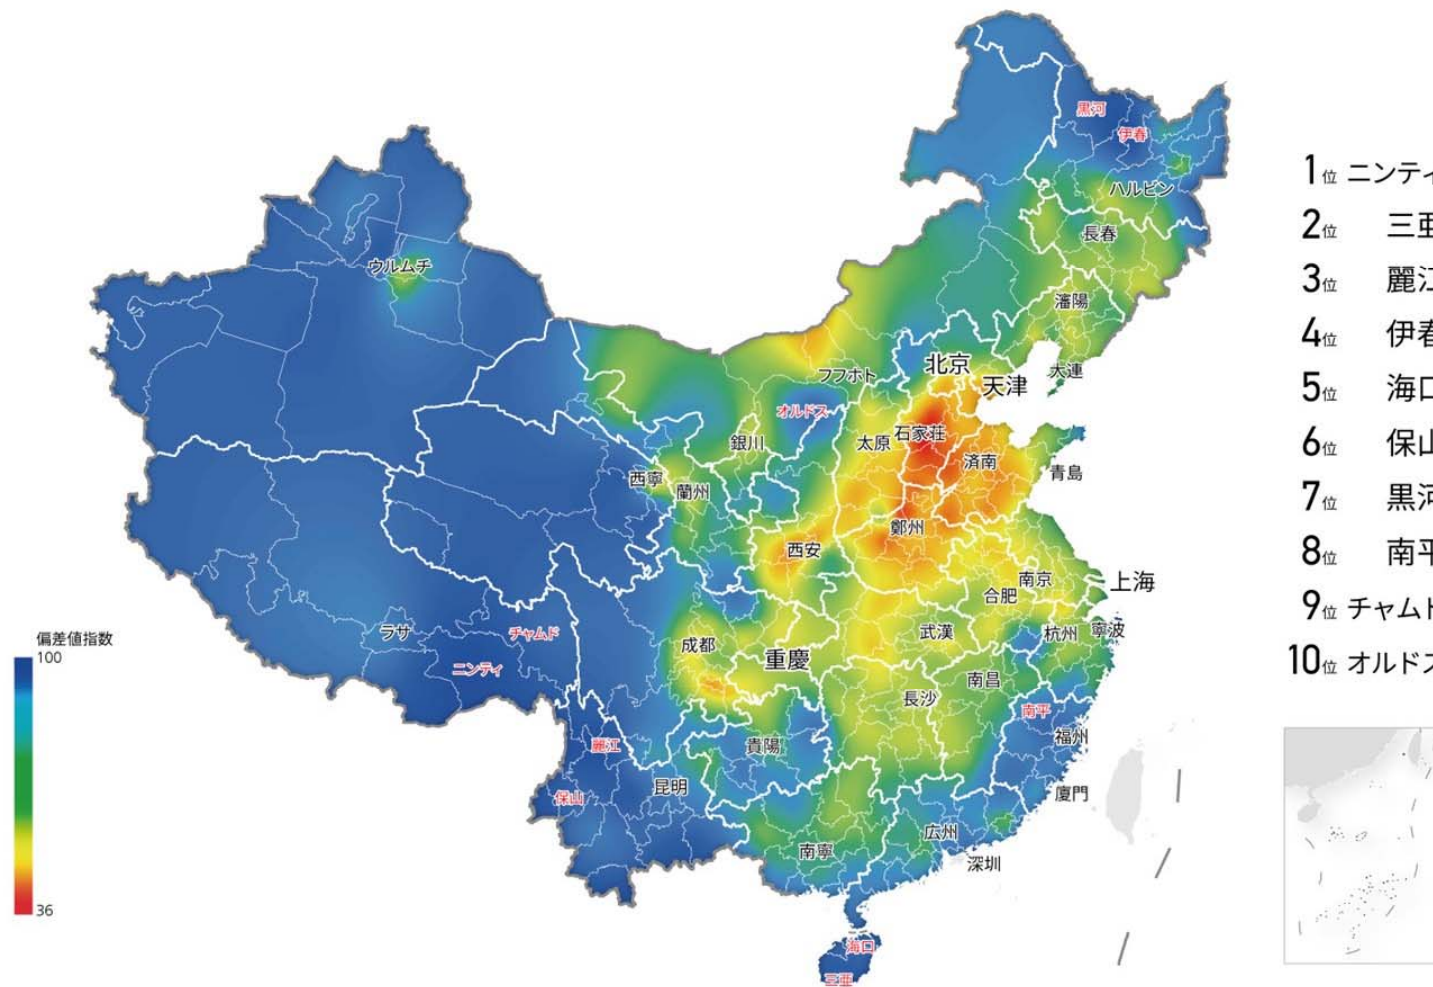 黒河
伊春
ハルビン
長春
瀋陽
ウルムチ
フフホト
北京
天津
大連
オルドス
銀川
太原
石家荘
済南
青島
西寧
蘭州
鄭州
西安
南京
合肥
上海
ラサ
チャムド
ニンティ
成都
重慶
武漢
杭州
寧波
長沙
南昌
南平
福州
麗江
貴陽
保山
昆明
厦門
広州
南寧
深圳
海口
三亜
偏差値指数
100
36
1位 ニンティ
2位 三亜
3位 麗江
4位 伊春
5位 海口
6位 保山
7位 黒河
8位 南平
9位 チャムド
10位 オルドス